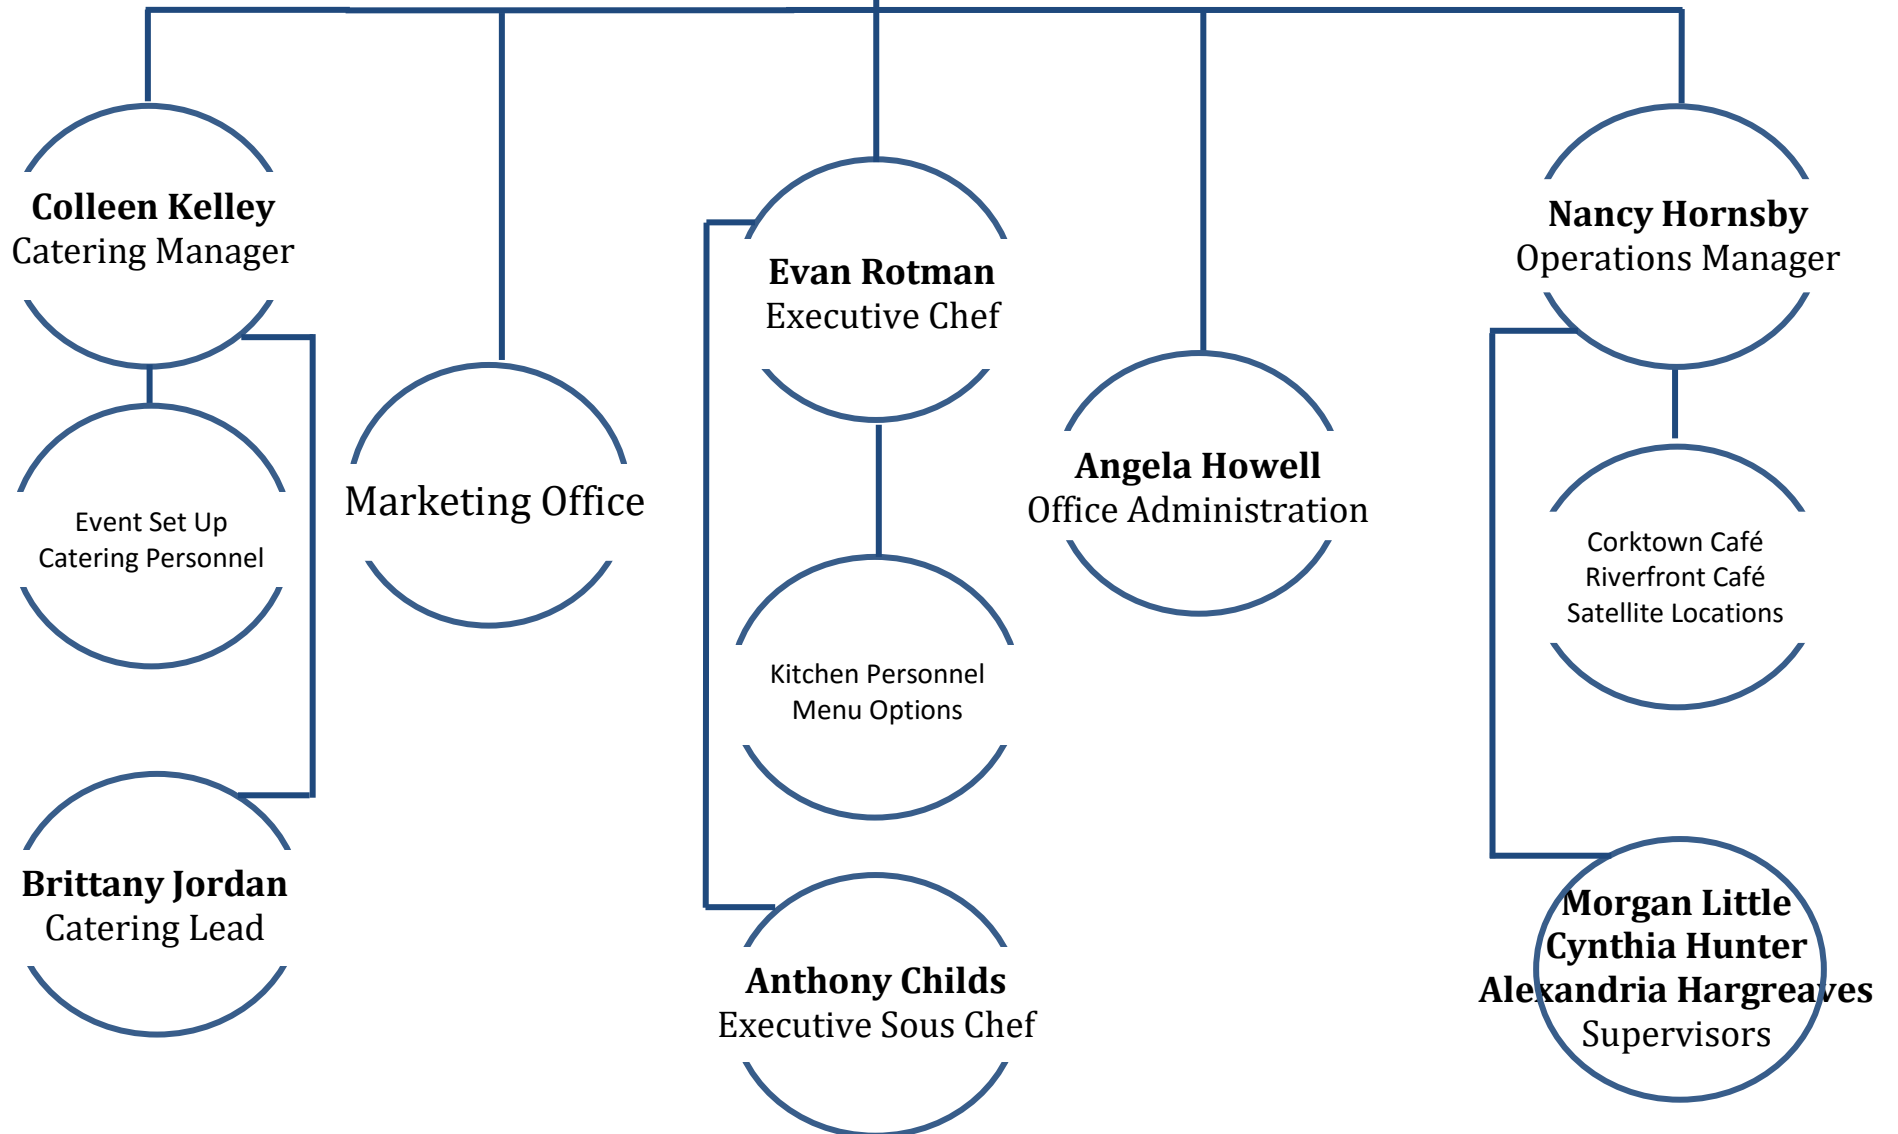 Colleen Kelley
Catering Manager
Event Set Up
Catering Personnel
Brittany Jordan
Catering Lead
Marketing Office
Evan Rotman
Executive Chef
Kitchen Personnel
Menu Options
Anthony Childs
Executive Sous Chef
Angela Howell
Office Administration
Nancy Hornsby
Operations Manager
Corktown Café
Riverfront Café
Satellite Locations
Morgan Little
Cynthia Hunter
Alexandria Hargreaves
Supervisors